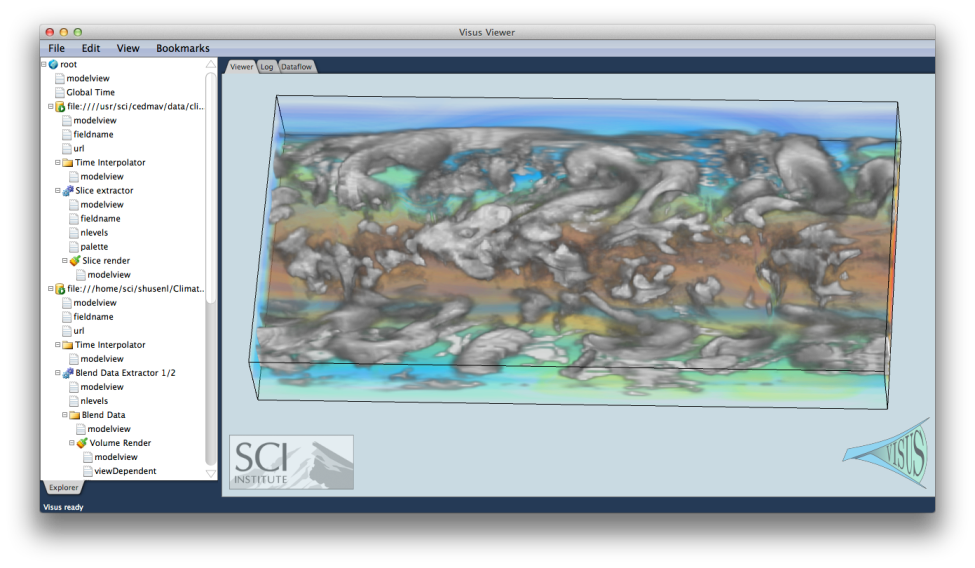 Visus Viewer
File Edit View Bookmarks
root
modelview
Global Time
file:////usr/sci/cedmav/data/cli..
modelview
fieldname
url
Time Interpolator
modelview
Slice extractor
modelview
fieldname
nlevels
palette
Slice render
modelview
file:///home/sci/shusenl/Climat..
modelview
fieldname
url
Time Interpolator
modelview
Blend Data Extractor 1/2
modelview
nlevels
Blend Data
modelview
Volume Render
modelview
viewDependent
Explorer
Visus ready
Viewer Log Dataflow
SCI
INSTITUTE
VISUS